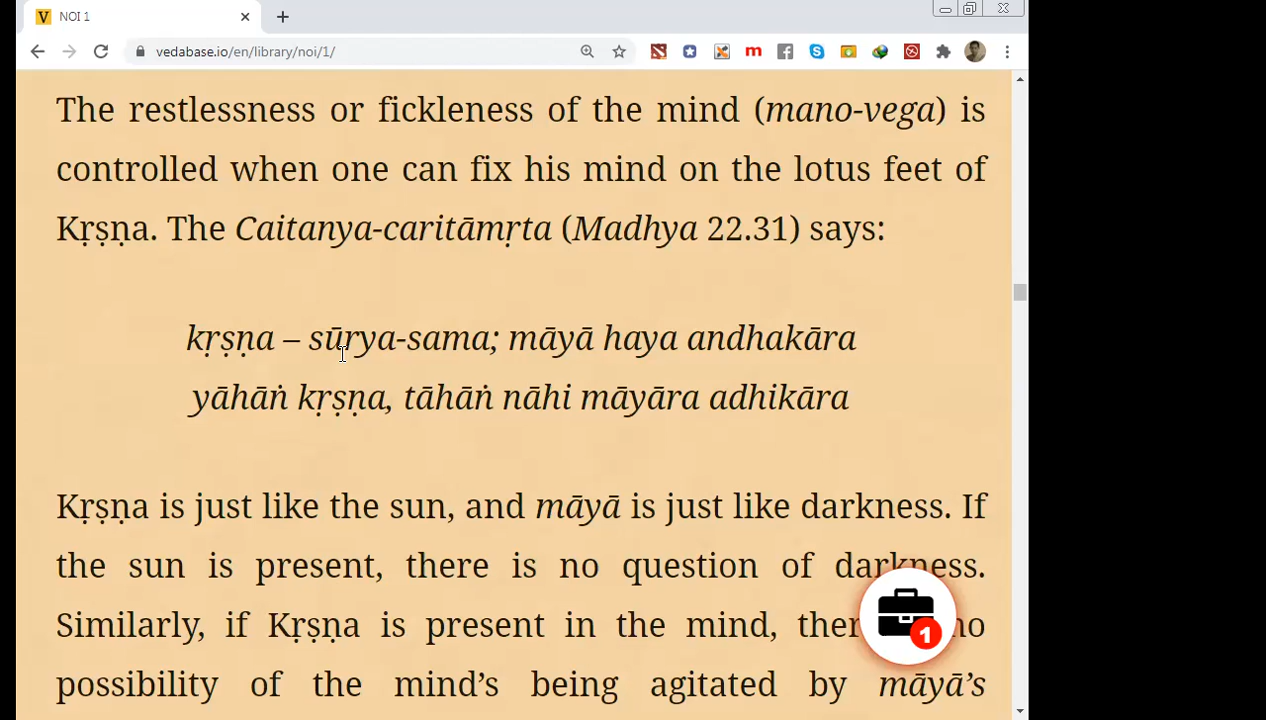 NOI 1
vedabase.io/en/library/noi/1/
The restlessness or fickleness of the mind (mano-vega) is
controlled when one can fix his mind on the lotus feet of
Kṛṣṇa. The Caitanya-caritāmṛta (Madhya 22.31) says:
kṛṣṇa – sūrya-sama; māyā haya andhakāra
yāhāṅ kṛṣṇa, tāhāṅ nāhi māyāra adhikāra
Kṛṣṇa is just like the sun, and māyā is just like darkness. If
the sun is present, there is no question of darkness.
Similarly, if Kṛṣṇa is present in the mind, no
possibility of the mind’s being agitated by māyā’s
1